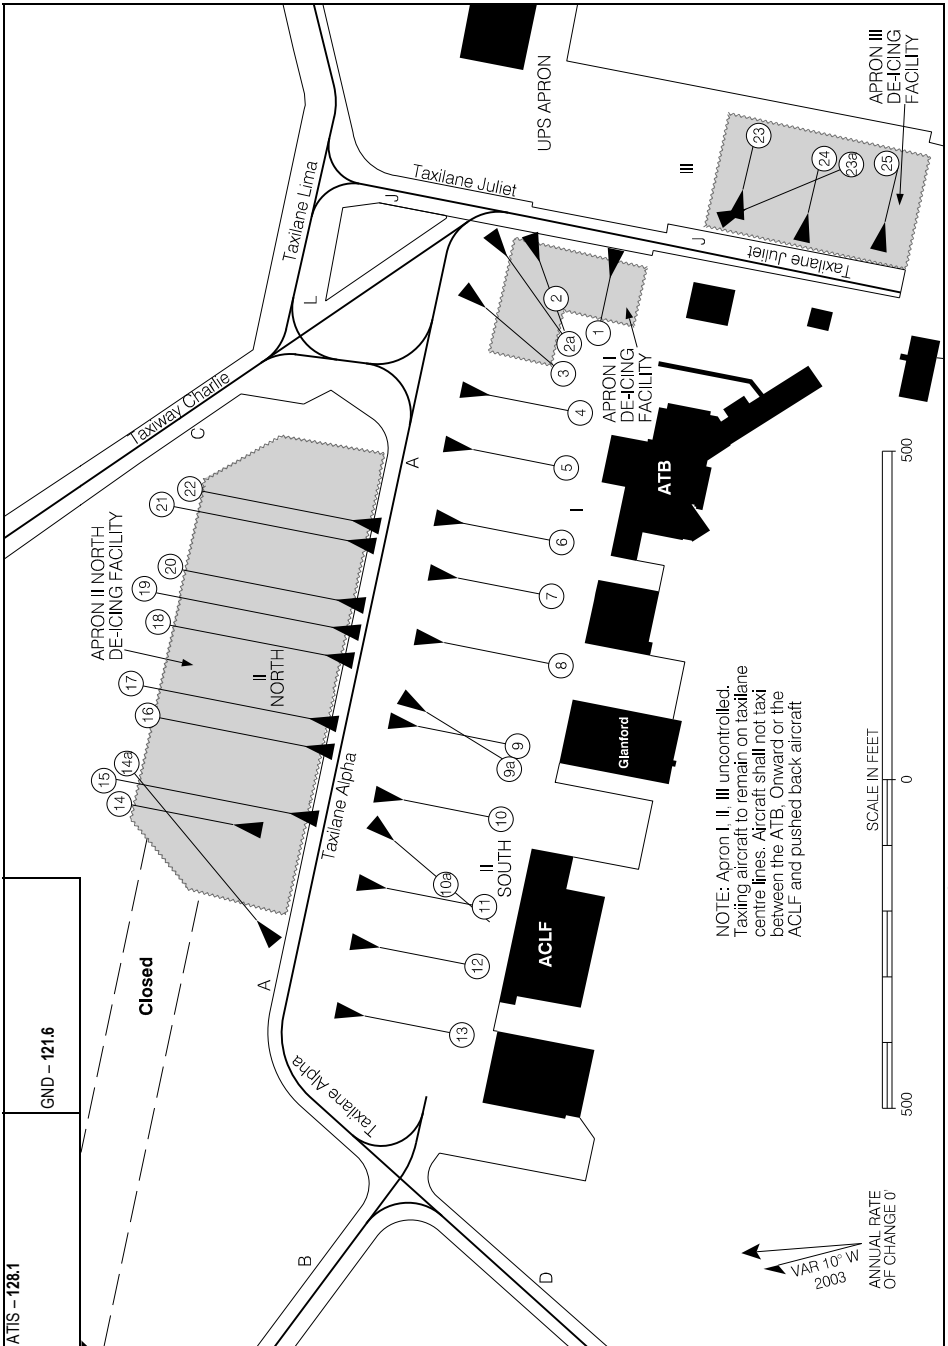 ATIS – 128.1
GND – 121.6
Closed
APRON II NORTH
DE-ICING FACILITY
Taxiway Charlie
C
Taxilane Lima
L
J
Taxilane Juliet
UPS APRON
III
APRON III
DE-ICING
FACILITY
23
24
23a
25
J
Taxilane Juliet
14
15
14a
16
17
18
19
20
21
22
II
NORTH
A
Taxilane Alpha
A
Taxilane Alpha
B
D
13
12
11
10a
10
9a
9
8
7
6
5
4
3
2a
2
1
I
APRON I
DE-ICING
FACILITY
II
SOUTH
ACLF
Glanford
ATB
NOTE: Apron I, II, III uncontrolled.
Taxiing aircraft to remain on taxilane
centre lines. Aircraft shall not taxi
between the ATB, Onward or the
ACLF and pushed back aircraft
SCALE IN FEET
500
0
500
VAR 10° W
2003
ANNUAL RATE
OF CHANGE 0'